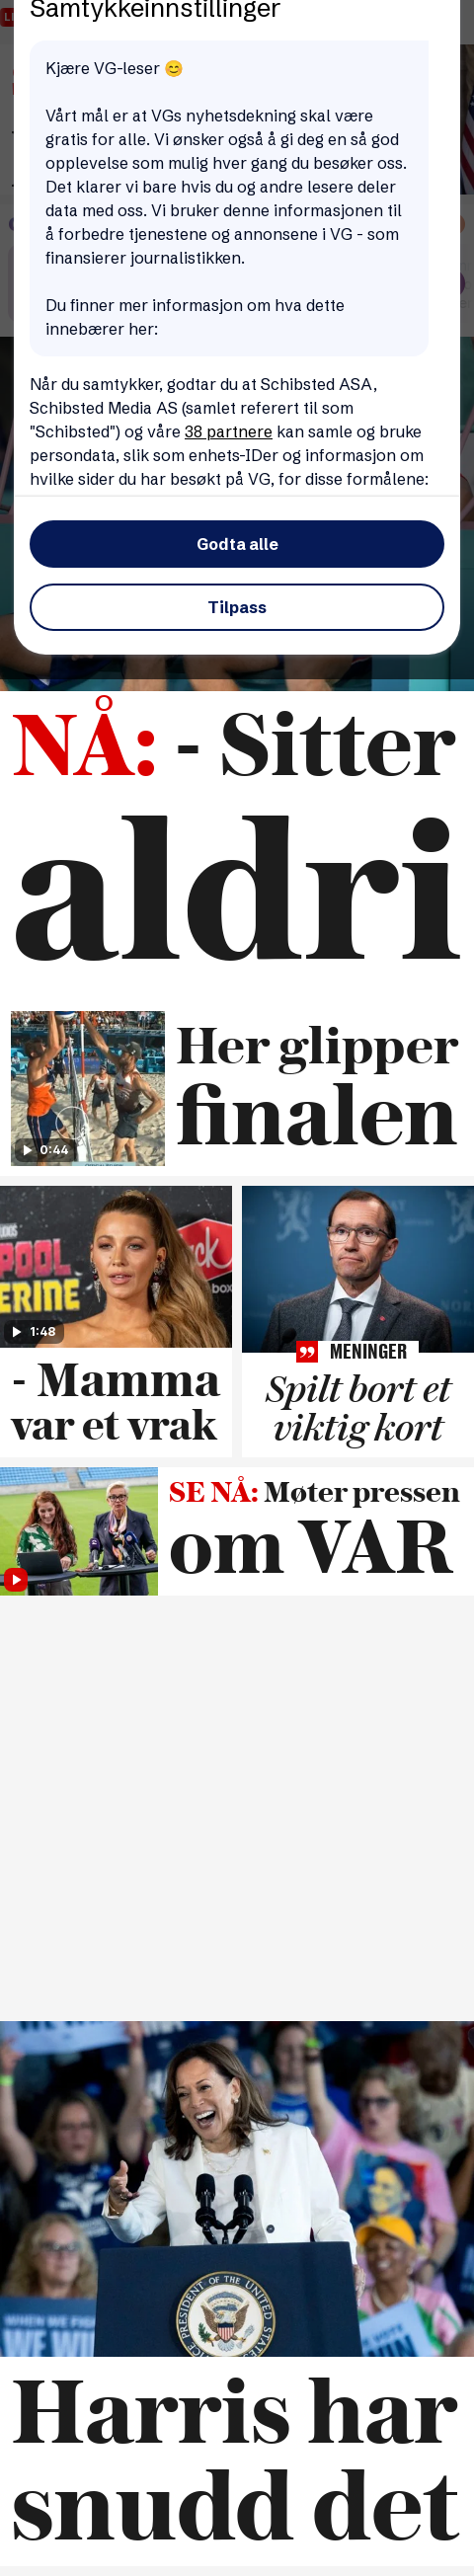 Samtykkeinnstillinger
Kjære VG-leser 😊
Vårt mål er at VGs nyhetsdekning skal være
gratis for alle. Vi ønsker også å gi deg en så god
opplevelse som mulig hver gang du besøker oss.
Det klarer vi bare hvis du og andre lesere deler
data med oss. Vi bruker denne informasjonen til
å forbedre tjenestene og annonsene i VG - som
finansierer journalistikken.
Du finner mer informasjon om hva dette
innebærer her:
Når du samtykker, godtar du at Schibsted ASA,
Schibsted Media AS (samlet referert til som
"Schibsted") og våre 38 partnere kan samle og bruke
persondata, slik som enhets-IDer og informasjon om
hvilke sider du har besøkt på VG, for disse formålene:
Godta alle
Tilpass
NÅ: - Sitter
aldri
0:44
Her glipper
finalen
1:48
- Mamma
var et vrak
MENINGER
Spilt bort et
viktig kort
SE NÅ: Møter pressen
om VAR
PRESIDENT OF THE UNITED STATES
Harris har
snudd det